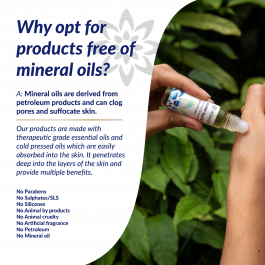 Why opt for
products free of
mineral oils?
A: Mineral oils are derived from
petroleum products and can clog
pores and suffocate skin.
Our products are made with
therapeutic grade essential oils and
cold pressed oils which are easily
absorbed into the skin. It penetrates
deep into the layers of the skin and
provide multiple benefits.
No Parabens
No Sulphates/SLS
No Silicones
No Animal by products
No Animal cruelty
No Artificial fragrance
No Petroleum
No Mineral oil